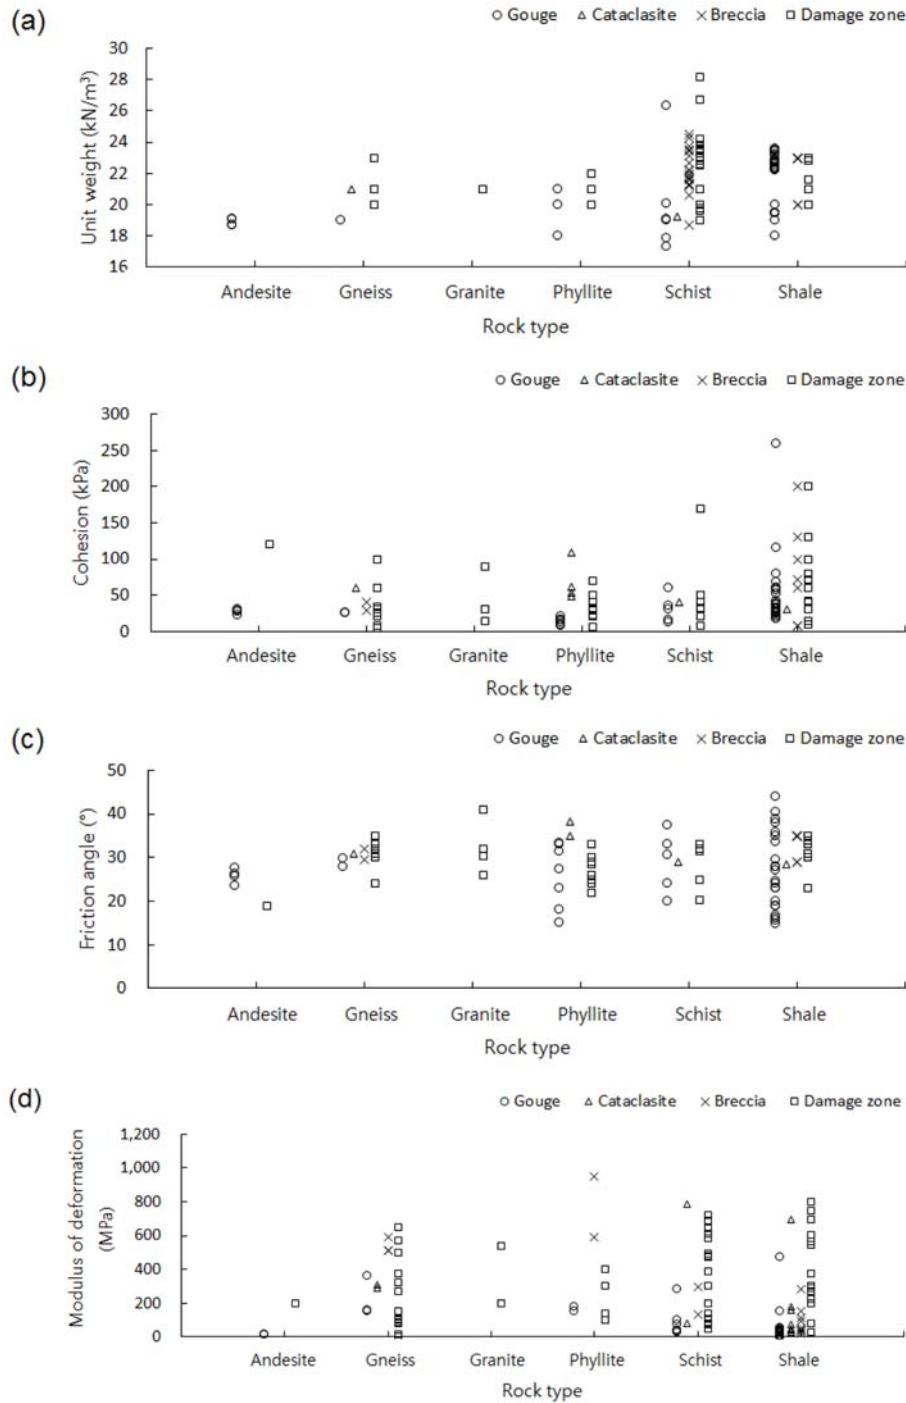 (a)
○ Gouge △ Cataclasite × Breccia □ Damage zone
Unit weight (kN/m³)
30
28
26
24
22
20
18
16
Andesite Gneiss Granite Phyllite Schist Shale
Rock type
(b)
○ Gouge △ Cataclasite × Breccia □ Damage zone
Cohesion (kPa)
300
250
200
150
100
50
0
Andesite Gneiss Granite Phyllite Schist Shale
Rock type
(c)
○ Gouge △ Cataclasite × Breccia □ Damage zone
Friction angle (°)
50
40
30
20
10
0
Andesite Gneiss Granite Phyllite Schist Shale
Rock type
(d)
○ Gouge △ Cataclasite × Breccia □ Damage zone
Modulus of deformation
(MPa)
1,200
1,000
800
600
400
200
0
Andesite Gneiss Granite Phyllite Schist Shale
Rock type